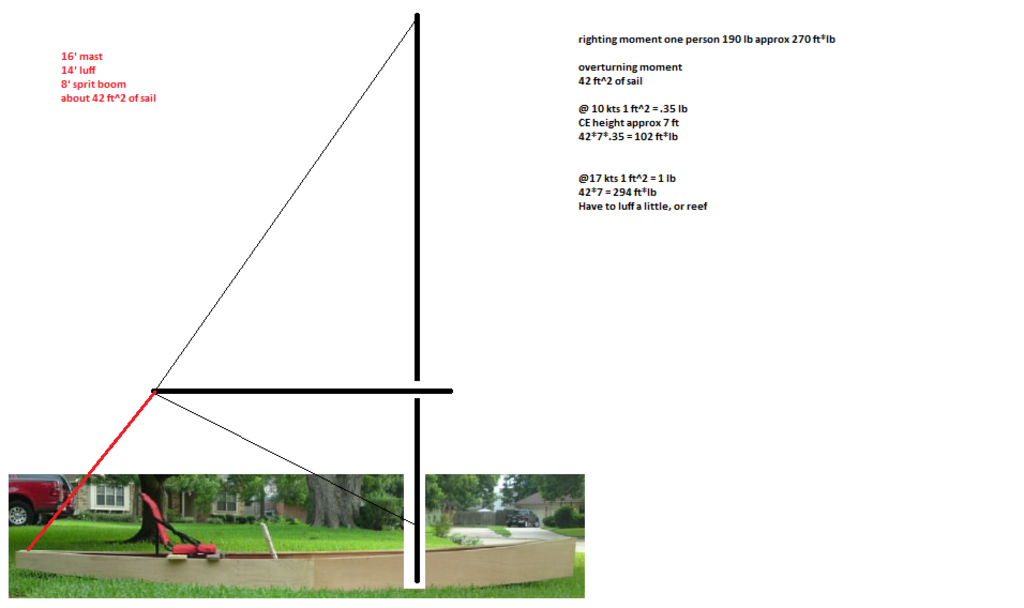 16' mast
14' luff
8' sprit boom
about 42 ft^2 of sail
righting moment one person 190 lb approx 270 ft*lb
overturning moment
42 ft^2 of sail
@ 10 kts 1 ft^2 = .35 lb
CE height approx 7 ft
42*7*.35 = 102 ft*lb
@17 kts 1 ft^2 = 1 lb
42*7 = 294 ft*lb
Have to luff a little, or reef